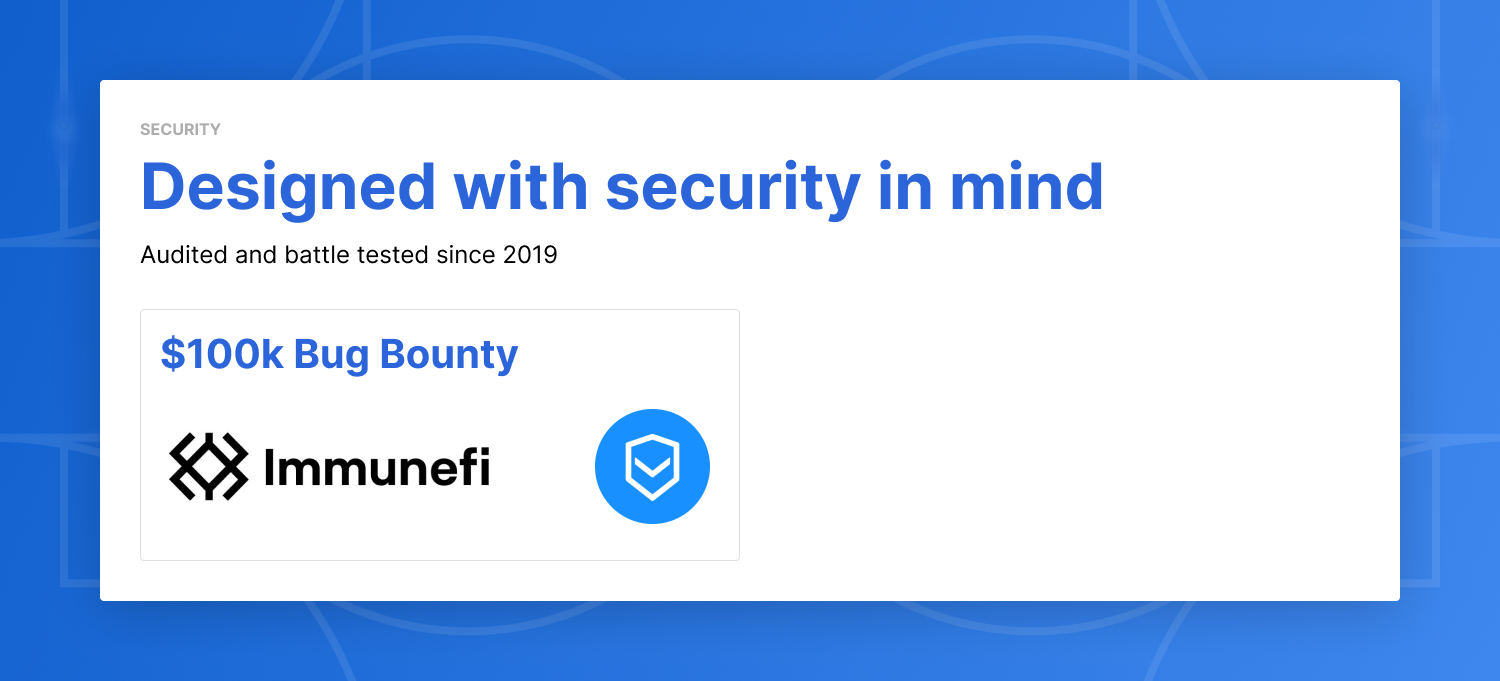 SECURITY
Designed with security in mind
Audited and battle tested since 2019
$100k Bug Bounty
Immunefi